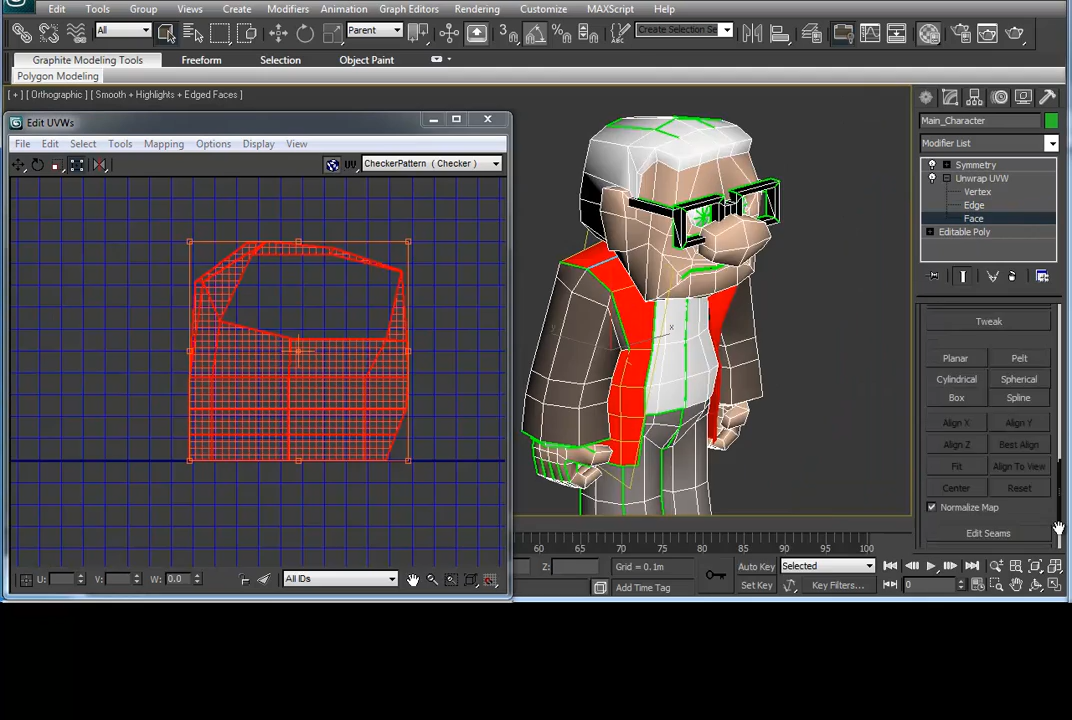 Edit Tools Group Views Create Modifiers Animation Graph Editors Rendering Customize MAXScript Help
All Parent 3 Create Selection Se
Graphite Modeling Tools Freeform Selection Object Paint
Polygon Modeling
[ + ] [ Orthographic ] [ Smooth + Highlights + Edged Faces ]
Edit UVWs
File Edit Select Tools Mapping Options Display View
CheckerPattern ( Checker )
Main_Character
Modifier List
Symmetry
Unwrap UVW
Vertex
Edge
Face
Editable Poly
Tweak
Planar Pelt
Cylindrical Spherical
Box Spline
Align X Align Y
Align Z Best Align
Fit Align To View
Center Reset
Normalize Map
Edit Seams
y x
60 65 70 75 80 85 90 95 100
U: V: W: 0.0 All IDs
Z: Grid = 0.1m Auto Key Selected
Add Time Tag Set Key Key Filters... 0